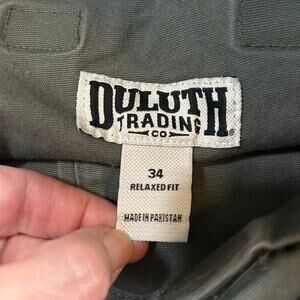 DULUTH
TRADING
CO
®
34
RELAXED FIT
MADE IN PAKISTAN